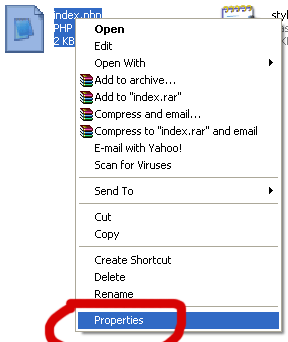 index.php
PHP
2 KB
styl
Open
Edit
Open With
Add to archive...
Add to "index.rar"
Compress and email...
Compress to "index.rar" and email
E-mail with Yahoo!
Scan for Viruses
Send To
Cut
Copy
Create Shortcut
Delete
Rename
Properties